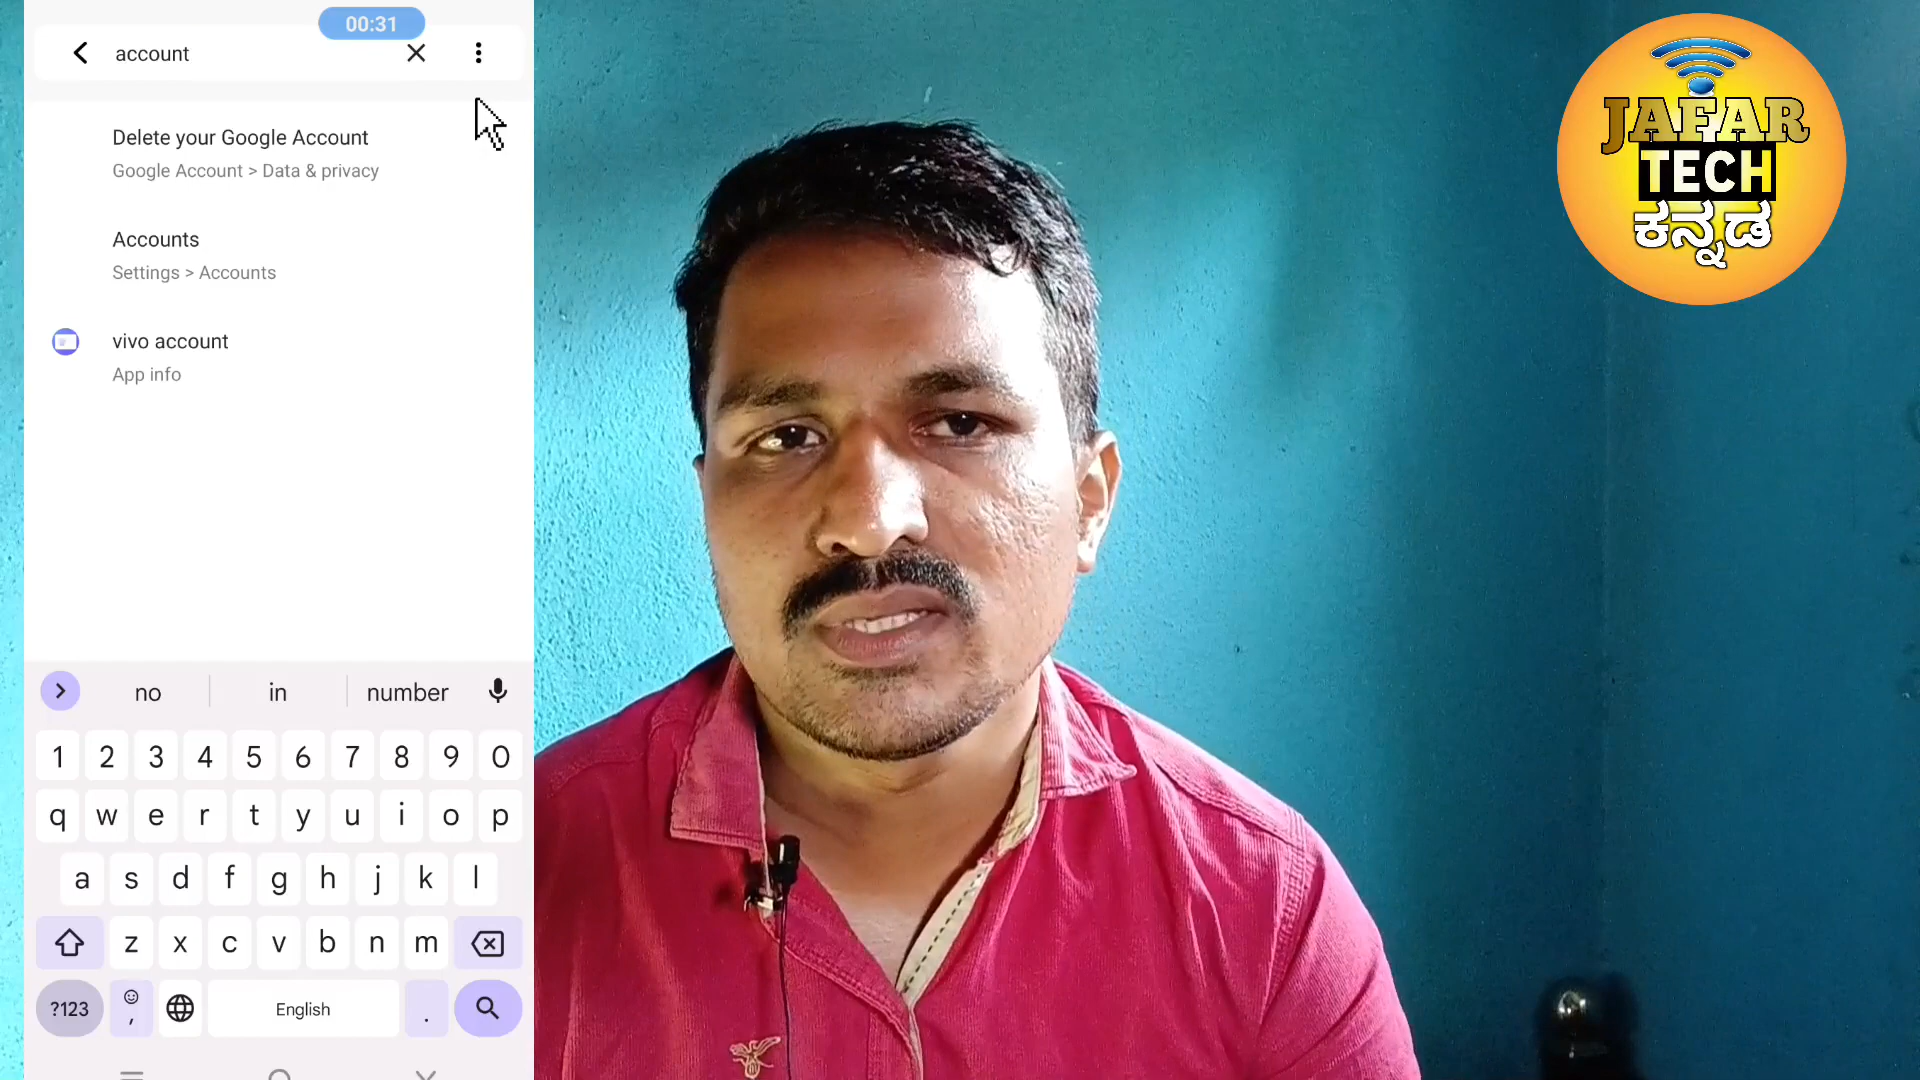 00:31
account
Delete your Google Account
Google Account > Data & privacy
Accounts
Settings > Accounts
vivo account
App info
no in number
1 2 3 4 5 6 7 8 9 0
q w e r t y u i o p
a s d f g h j k l
z x c v b n m
?123 , English .
JAFAR
TECH
ಕನ್ನಡ